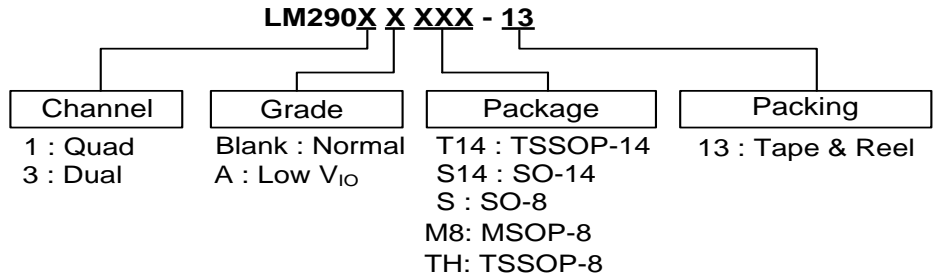 LM290X X XXX - 13
Channel
1 : Quad
3 : Dual
Grade
Blank : Normal
A : Low VIO
Package
T14 : TSSOP-14
S14 : SO-14
S : SO-8
M8: MSOP-8
TH: TSSOP-8
Packing
13 : Tape & Reel